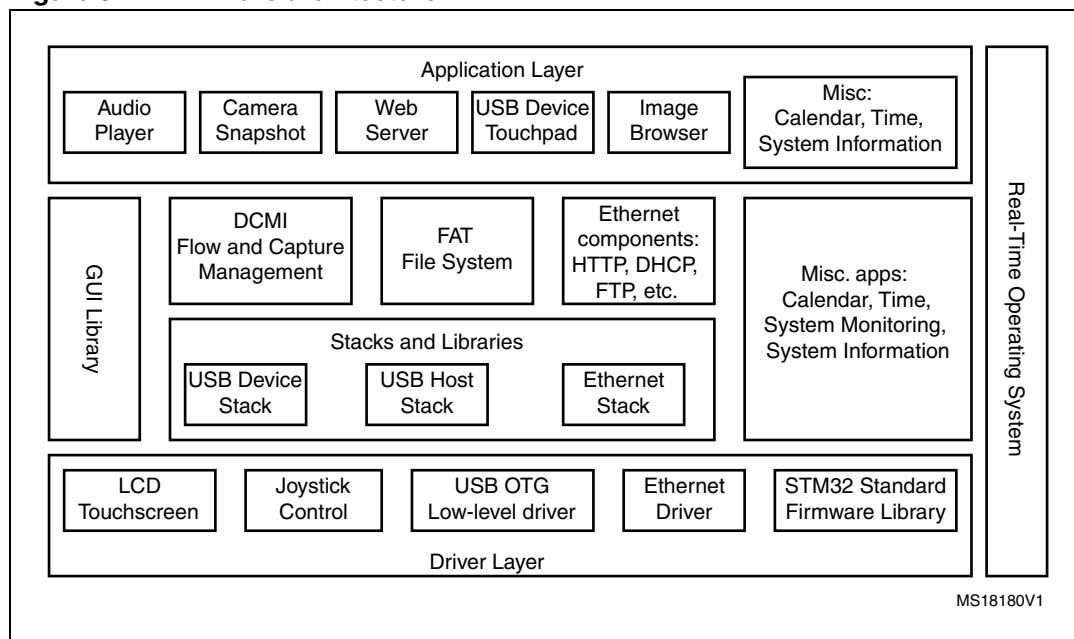 Application Layer
Audio
Player
Camera
Snapshot
Web
Server
USB Device
Touchpad
Image
Browser
Misc:
Calendar, Time,
System Information
GUI Library
DCMI
Flow and Capture
Management
FAT
File System
Ethernet
components:
HTTP, DHCP,
FTP, etc.
Stacks and Libraries
USB Device
Stack
USB Host
Stack
Ethernet
Stack
Misc. apps:
Calendar, Time,
System Monitoring,
System Information
LCD
Touchscreen
Joystick
Control
USB OTG
Low-level driver
Ethernet
Driver
STM32 Standard
Firmware Library
Driver Layer
Real-Time Operating System
MS18180V1